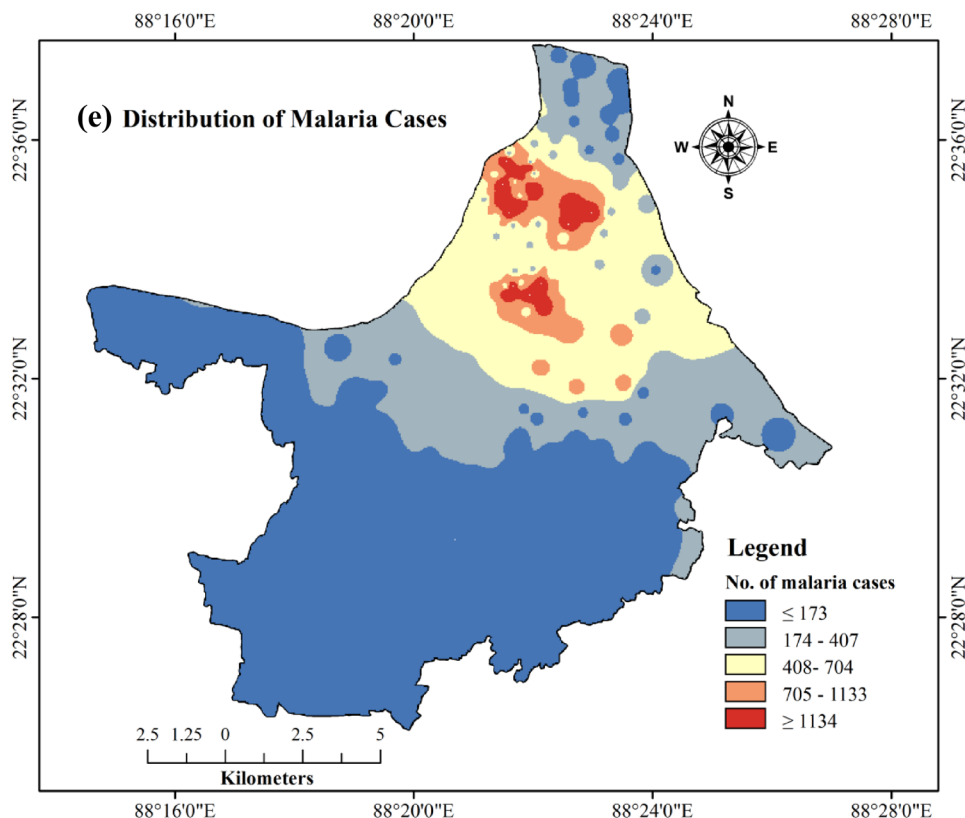 88°16'0"E 88°20'0"E 88°24'0"E 88°28'0"E
(e) Distribution of Malaria Cases
N
W E
S
22°36'0"N 22°36'0"N
22°32'0"N 22°32'0"N
22°28'0"N 22°28'0"N
Legend
No. of malaria cases
≤ 173
174 - 407
408- 704
705 - 1133
≥ 1134
2.5 1.25 0 2.5 5
Kilometers
88°16'0"E 88°20'0"E 88°24'0"E 88°28'0"E